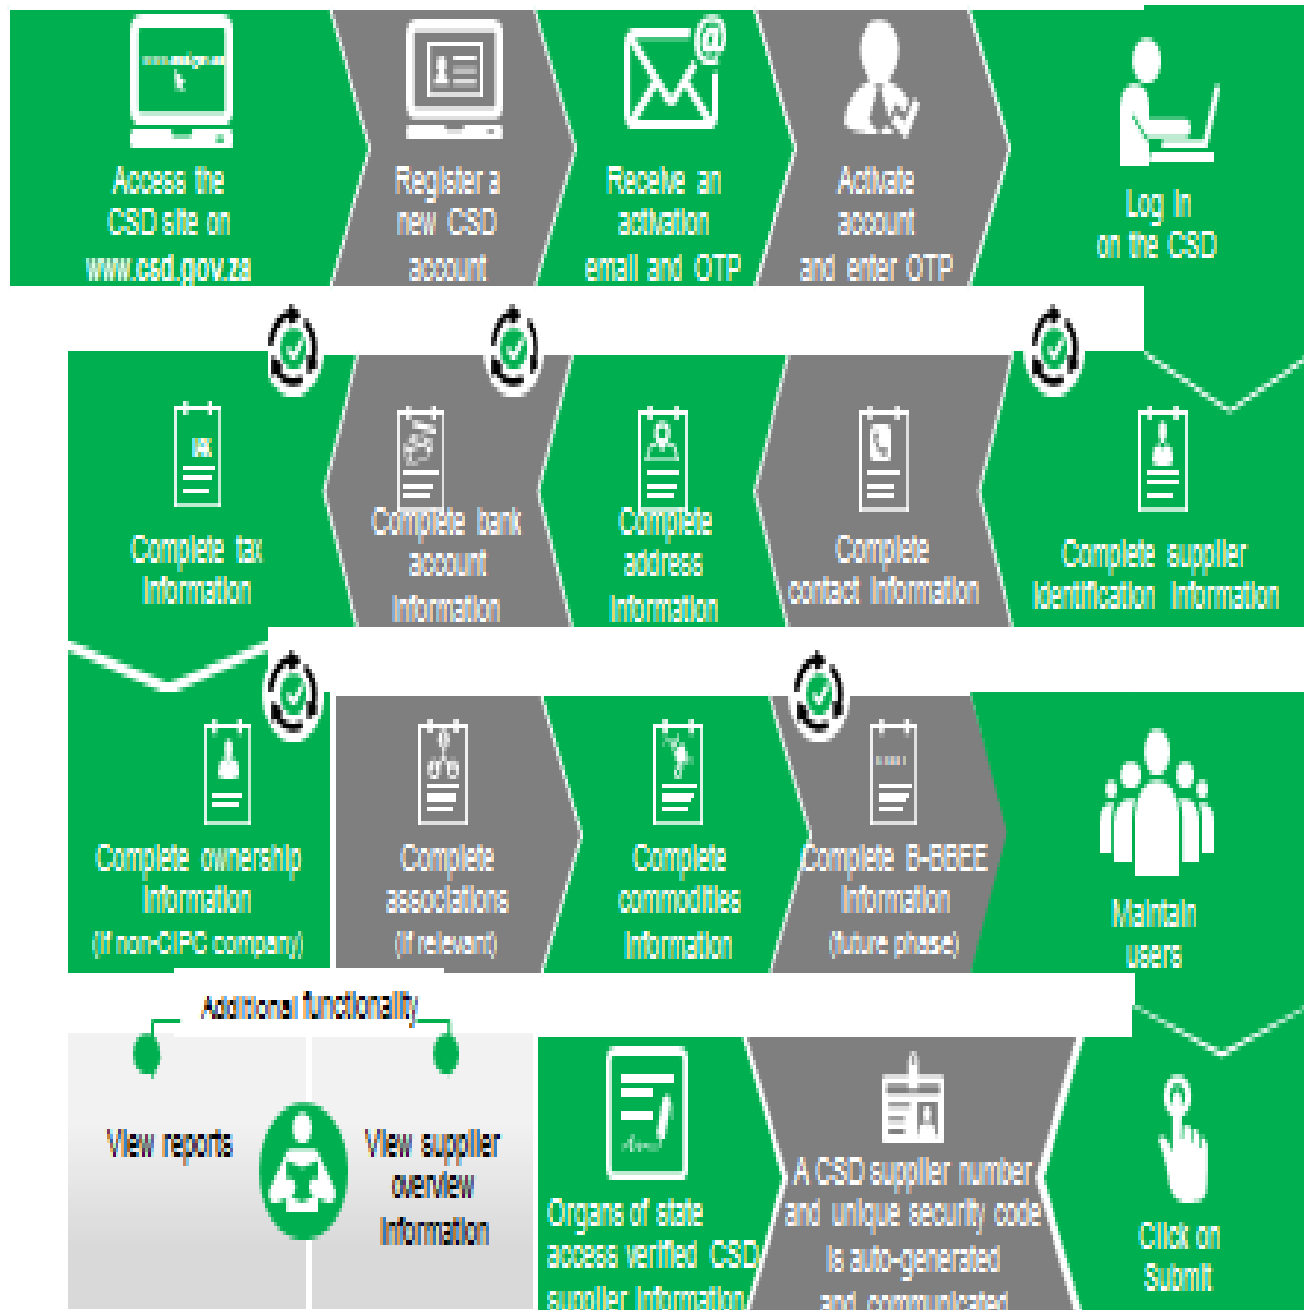 Access the
CSD site on
www.csd.gov.za
Register a
new CSD
account
Receive an
activation
email and OTP
Activate
account
and enter OTP
Log in
on the CSD
Complete tax
information
Complete bank
account
information
Complete
address
information
Complete
contact information
Complete supplier
identification information
Complete ownership
information
(if non-CIPC company)
Complete
associations
(if relevant)
Complete
commodities
information
Complete B-BBEE
information
(future phase)
Maintain
users
Additional functionality
View reports
View supplier
overview
information
Organs of state
access verified CSD
supplier information
A CSD supplier number
and unique security code
is auto-generated
and communicated
Click on
Submit